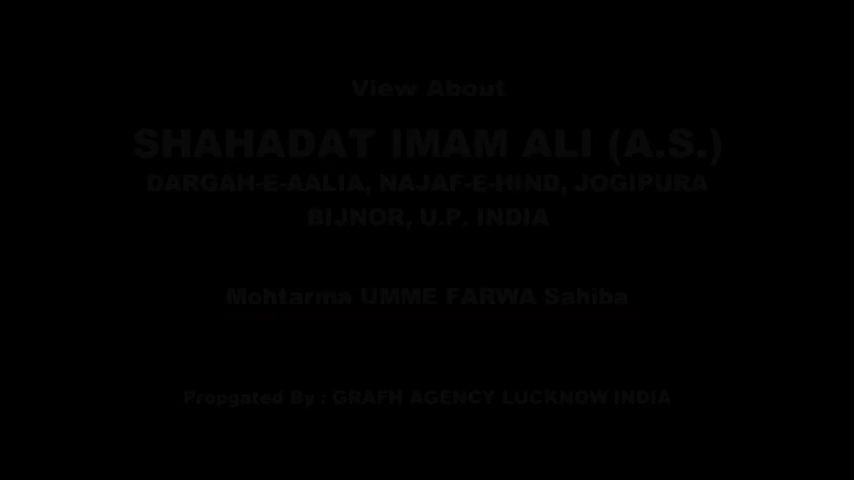 View About
SHAHADAT IMAM ALI (A.S.)
DARGAH-E-AALIA, NAJAF-E-HIND, JOGIPURA
BIJNOR, U.P. INDIA
Mohtarma UMME FARWA Sahiba
Propgated By : GRAFH AGENCY LUCKNOW INDIA